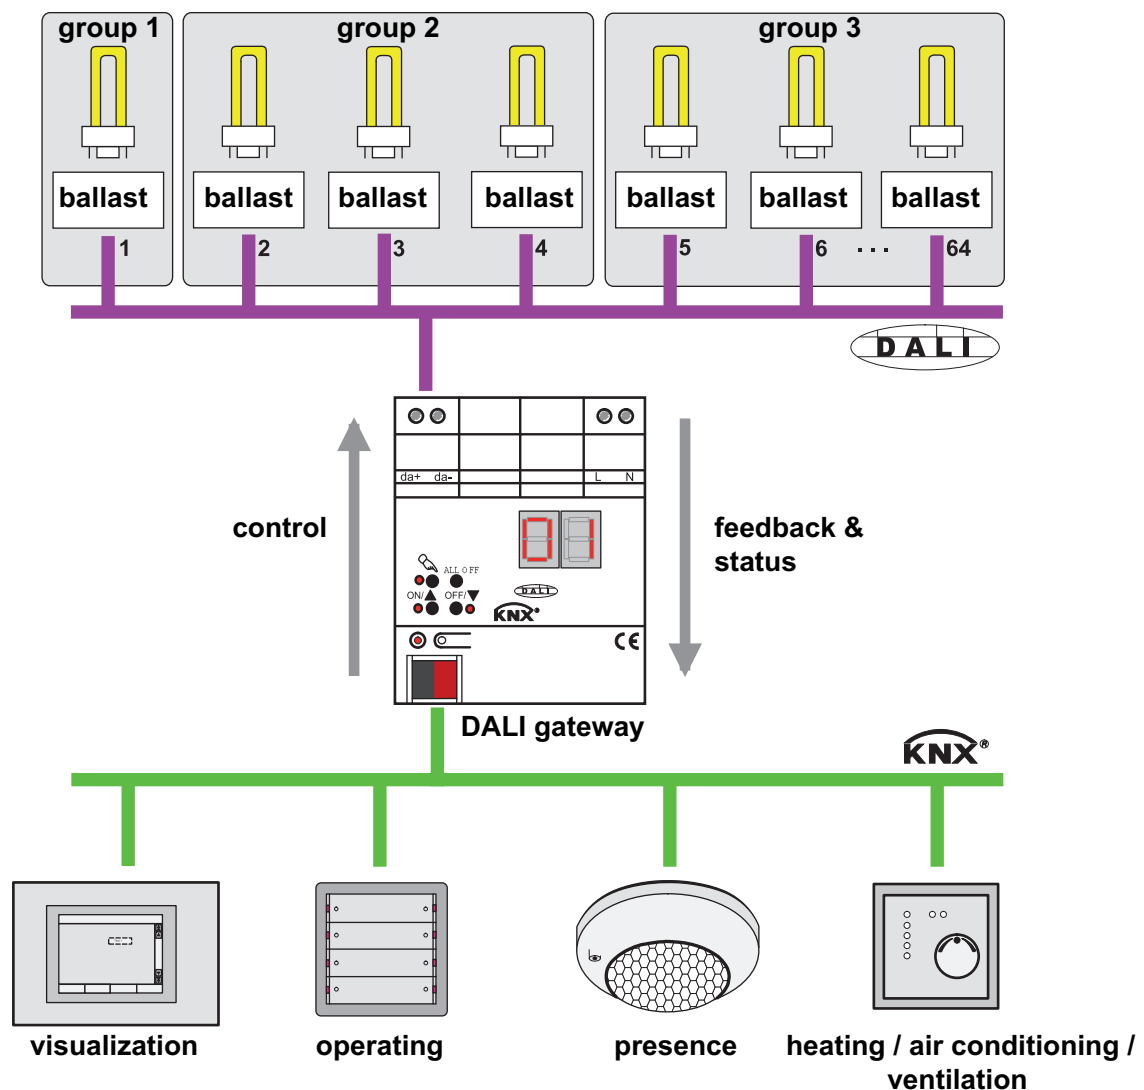 group 1
group 2
group 3
ballast
ballast
ballast
ballast
ballast
ballast
ballast
1
2
3
4
5
6
...
64
DALI
da+
da-
L
N
control
feedback &
status
01
ALL OFF
ON/▲
OFF/▼
DALI
KNX®
CE
DALI gateway
KNX®
visualization
operating
presence
heating / air conditioning /
ventilation